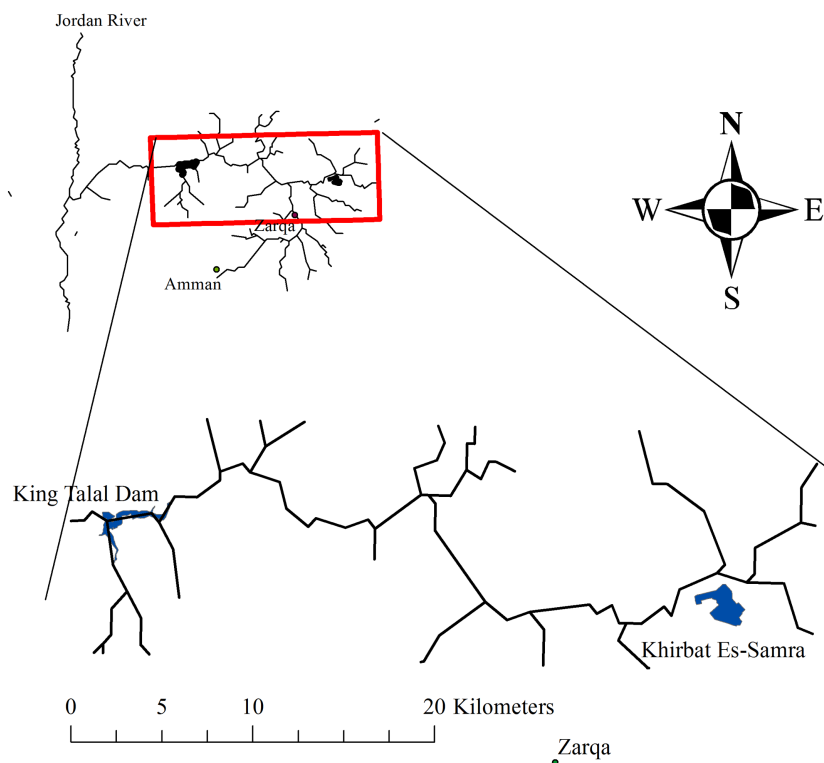 Jordan River
N
W
E
S
Zarqa
Amman
King Talal Dam
Khirbat Es-Samra
0 5 10 20 Kilometers
Zarqa